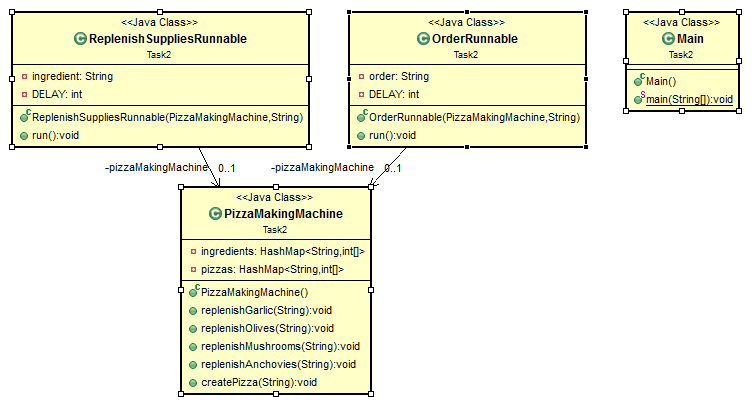 <<Java Class>>
ReplenishSuppliesRunnable
Task2
ingredient: String
DELAY: int
ReplenishSuppliesRunnable(PizzaMakingMachine,String)
run():void
<<Java Class>>
OrderRunnable
Task2
order: String
DELAY: int
OrderRunnable(PizzaMakingMachine,String)
run():void
<<Java Class>>
Main
Task2
Main()
main(String[]):void
-pizzaMakingMachine 0..1
-pizzaMakingMachine 0..1
<<Java Class>>
PizzaMakingMachine
Task2
ingredients: HashMap<String,int[]>
pizzas: HashMap<String,int[]>
PizzaMakingMachine()
replenishGarlic(String):void
replenishOlives(String):void
replenishMushrooms(String):void
replenishAnchovies(String):void
createPizza(String):void